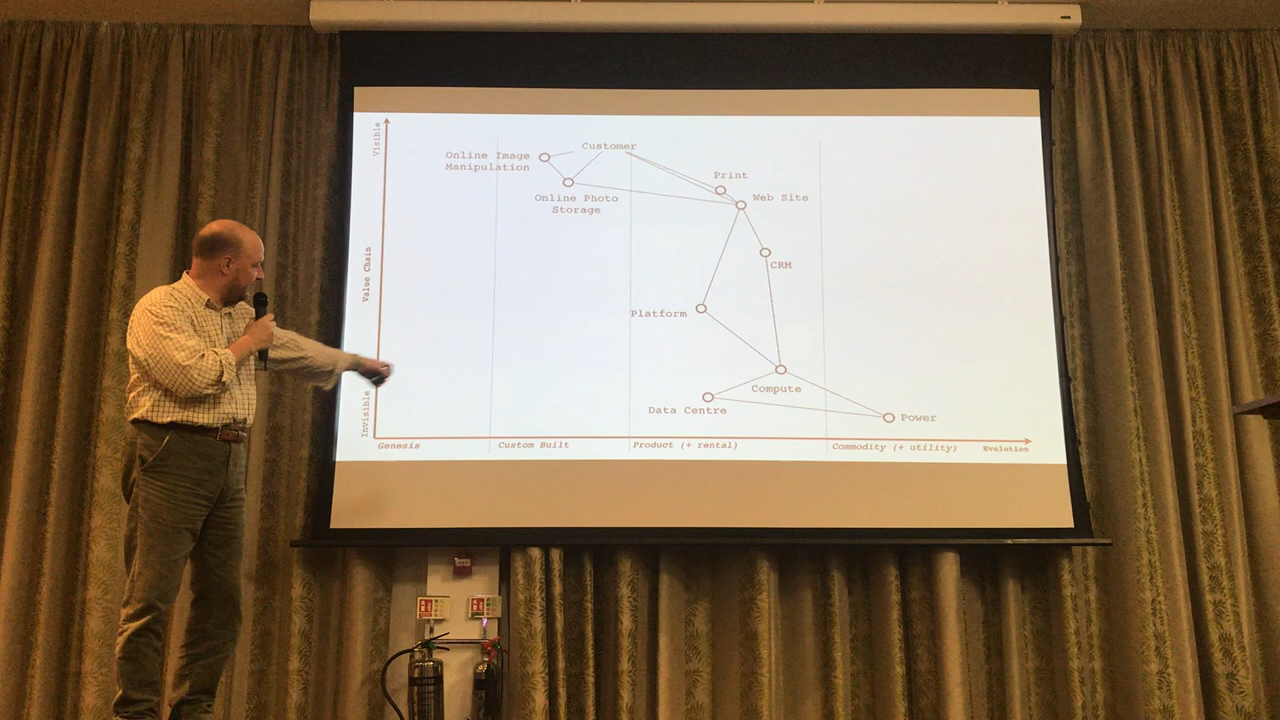 Visible
Customer
Online Image
Manipulation
Print
Online Photo
Storage
Web Site
Value Chain
CRM
Platform
Compute
Invisible
Data Centre
Power
Genesis
Custom Built
Product (+ rental)
Commodity (+ utility)
Evolution